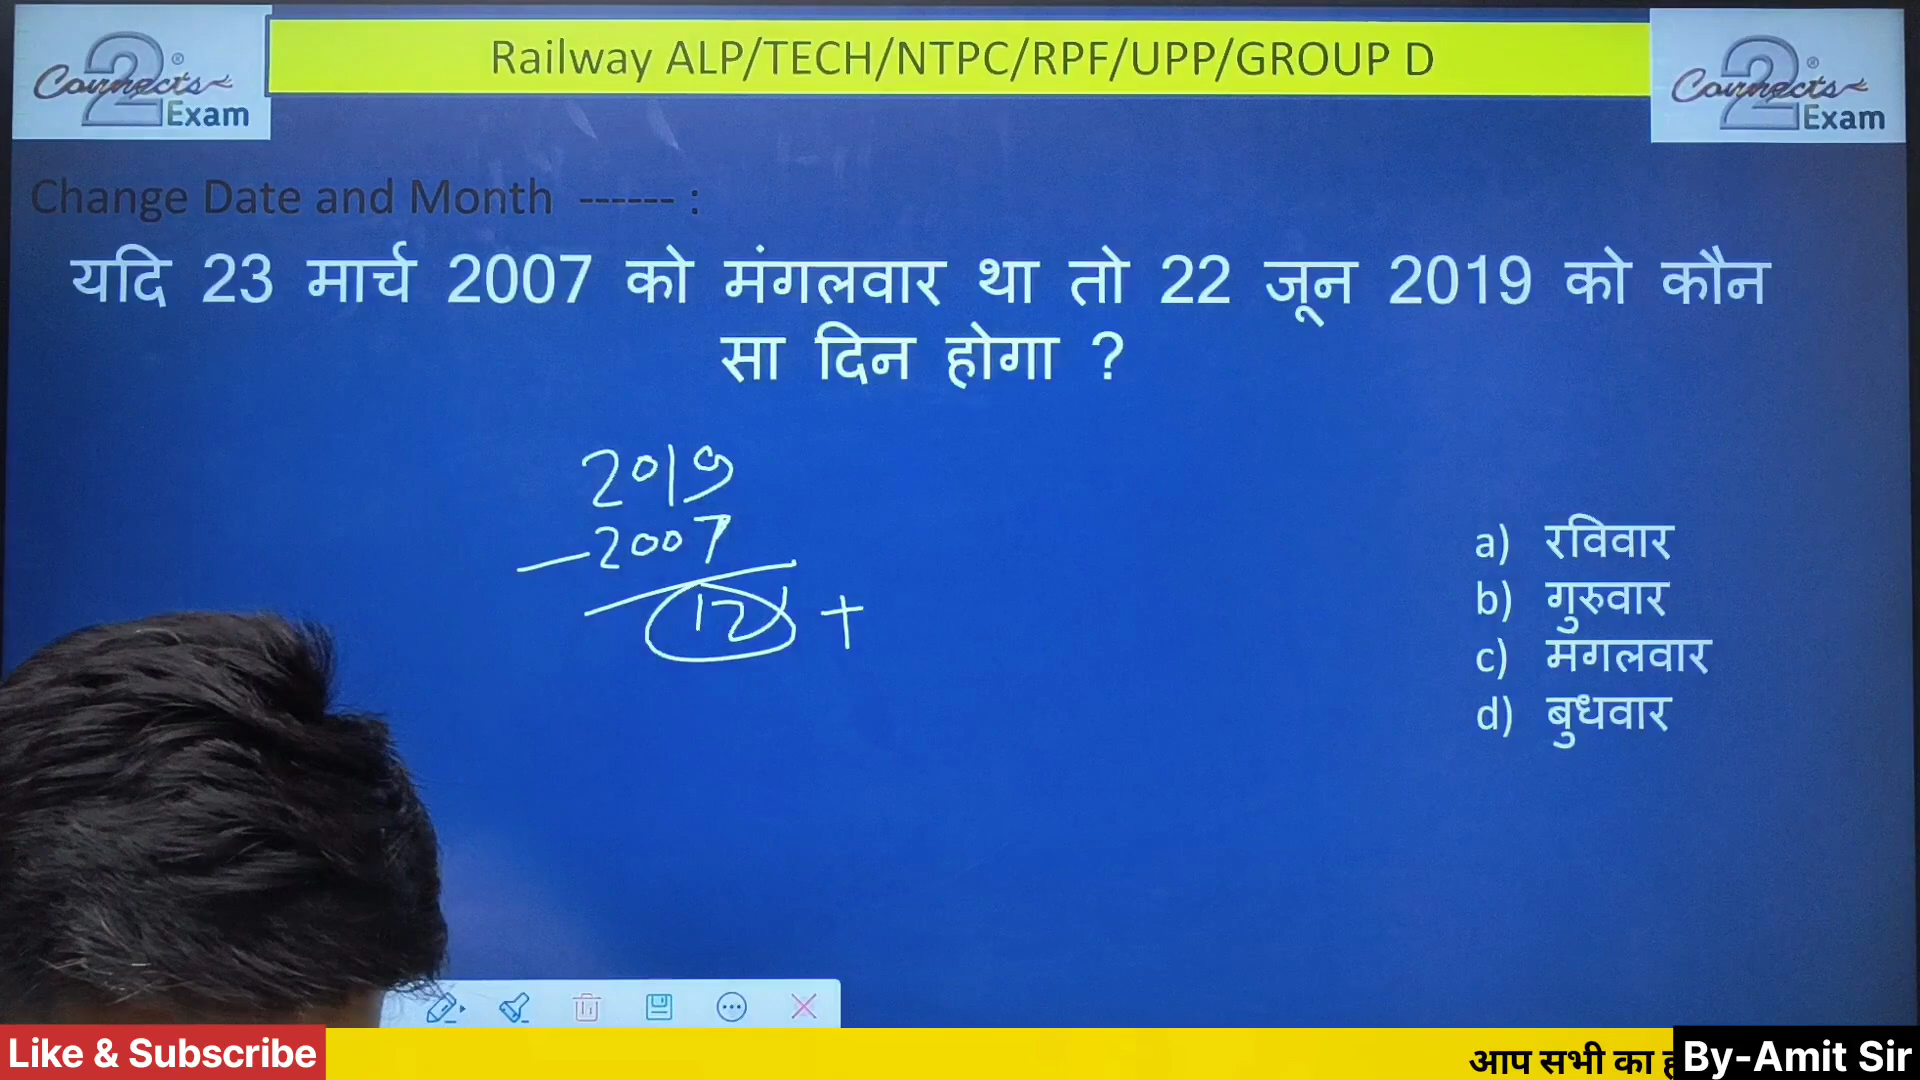 Connects 2 ® Exam
Railway ALP/TECH/NTPC/RPF/UPP/GROUP D
Connects 2 ® Exam
Change Date and Month ------ :
यदि 23 मार्च 2007 को मंगलवार था तो 22 जून 2019 को कौन
सा दिन होगा ?
2019
– 2007
12 +
a) रविवार
b) गुरुवार
c) मंगलवार
d) बुधवार
Like & Subscribe
आप सभी का
By-Amit Sir